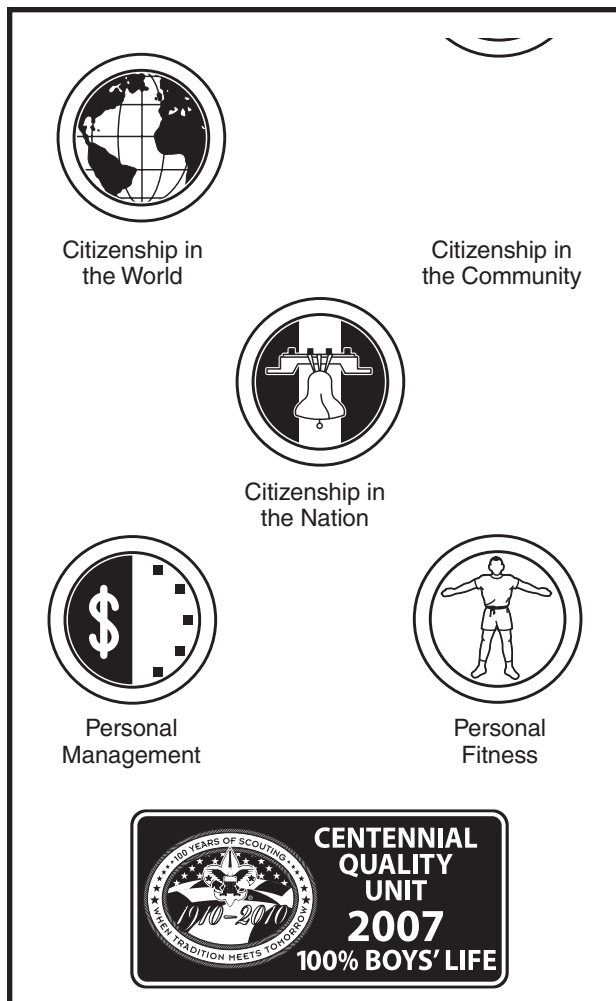 Citizenship in
the World
Citizenship in
the Community
Citizenship in
the Nation
$
Personal
Management
Personal
Fitness
100 YEARS OF SCOUTING
1910–2010
WHEN TRADITION MEETS TOMORROW
CENTENNIAL
QUALITY
UNIT
2007
100% BOYS’ LIFE